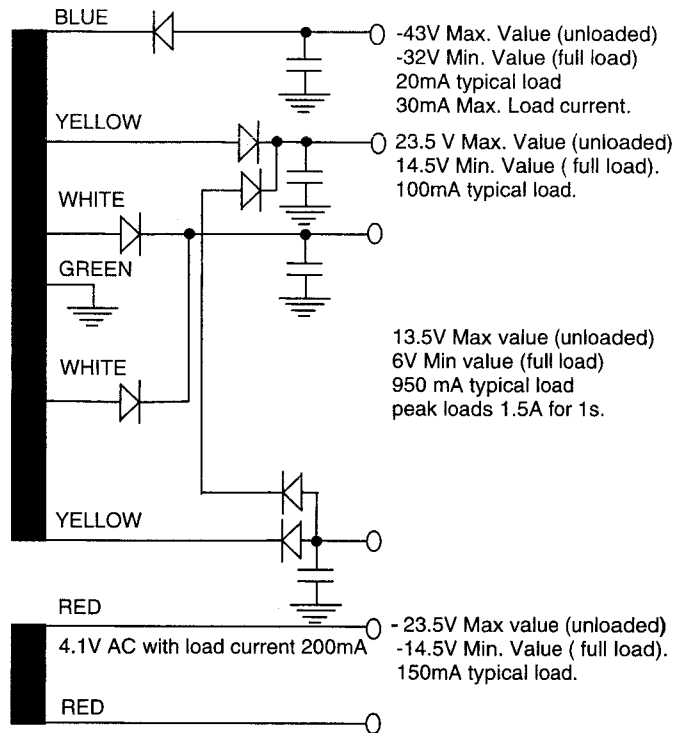 BLUE
-43V Max. Value (unloaded)
-32V Min. Value (full load)
20mA typical load
30mA Max. Load current.
YELLOW
23.5 V Max. Value (unloaded)
14.5V Min. Value ( full load).
100mA typical load.
WHITE
GREEN
13.5V Max value (unloaded)
6V Min value (full load)
950 mA typical load
peak loads 1.5A for 1s.
WHITE
YELLOW
RED
4.1V AC with load current 200mA
- 23.5V Max value (unloaded)
-14.5V Min. Value ( full load).
150mA typical load.
RED